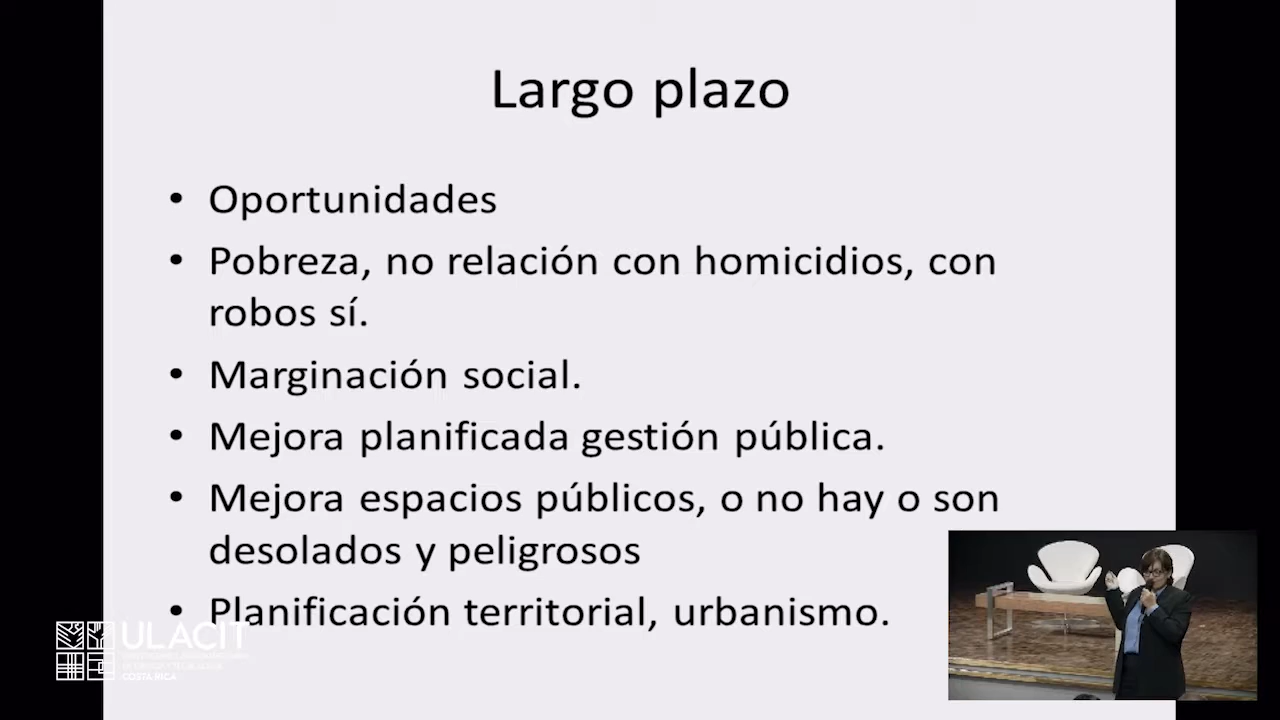 Largo plazo
• Oportunidades
• Pobreza, no relación con homicidios, con
robos sí.
• Marginación social.
• Mejora planificada gestión pública.
• Mejora espacios públicos, o no hay o son
desolados y peligrosos
• Planificación territorial, urbanismo.
ULACIT
COSTA RICA